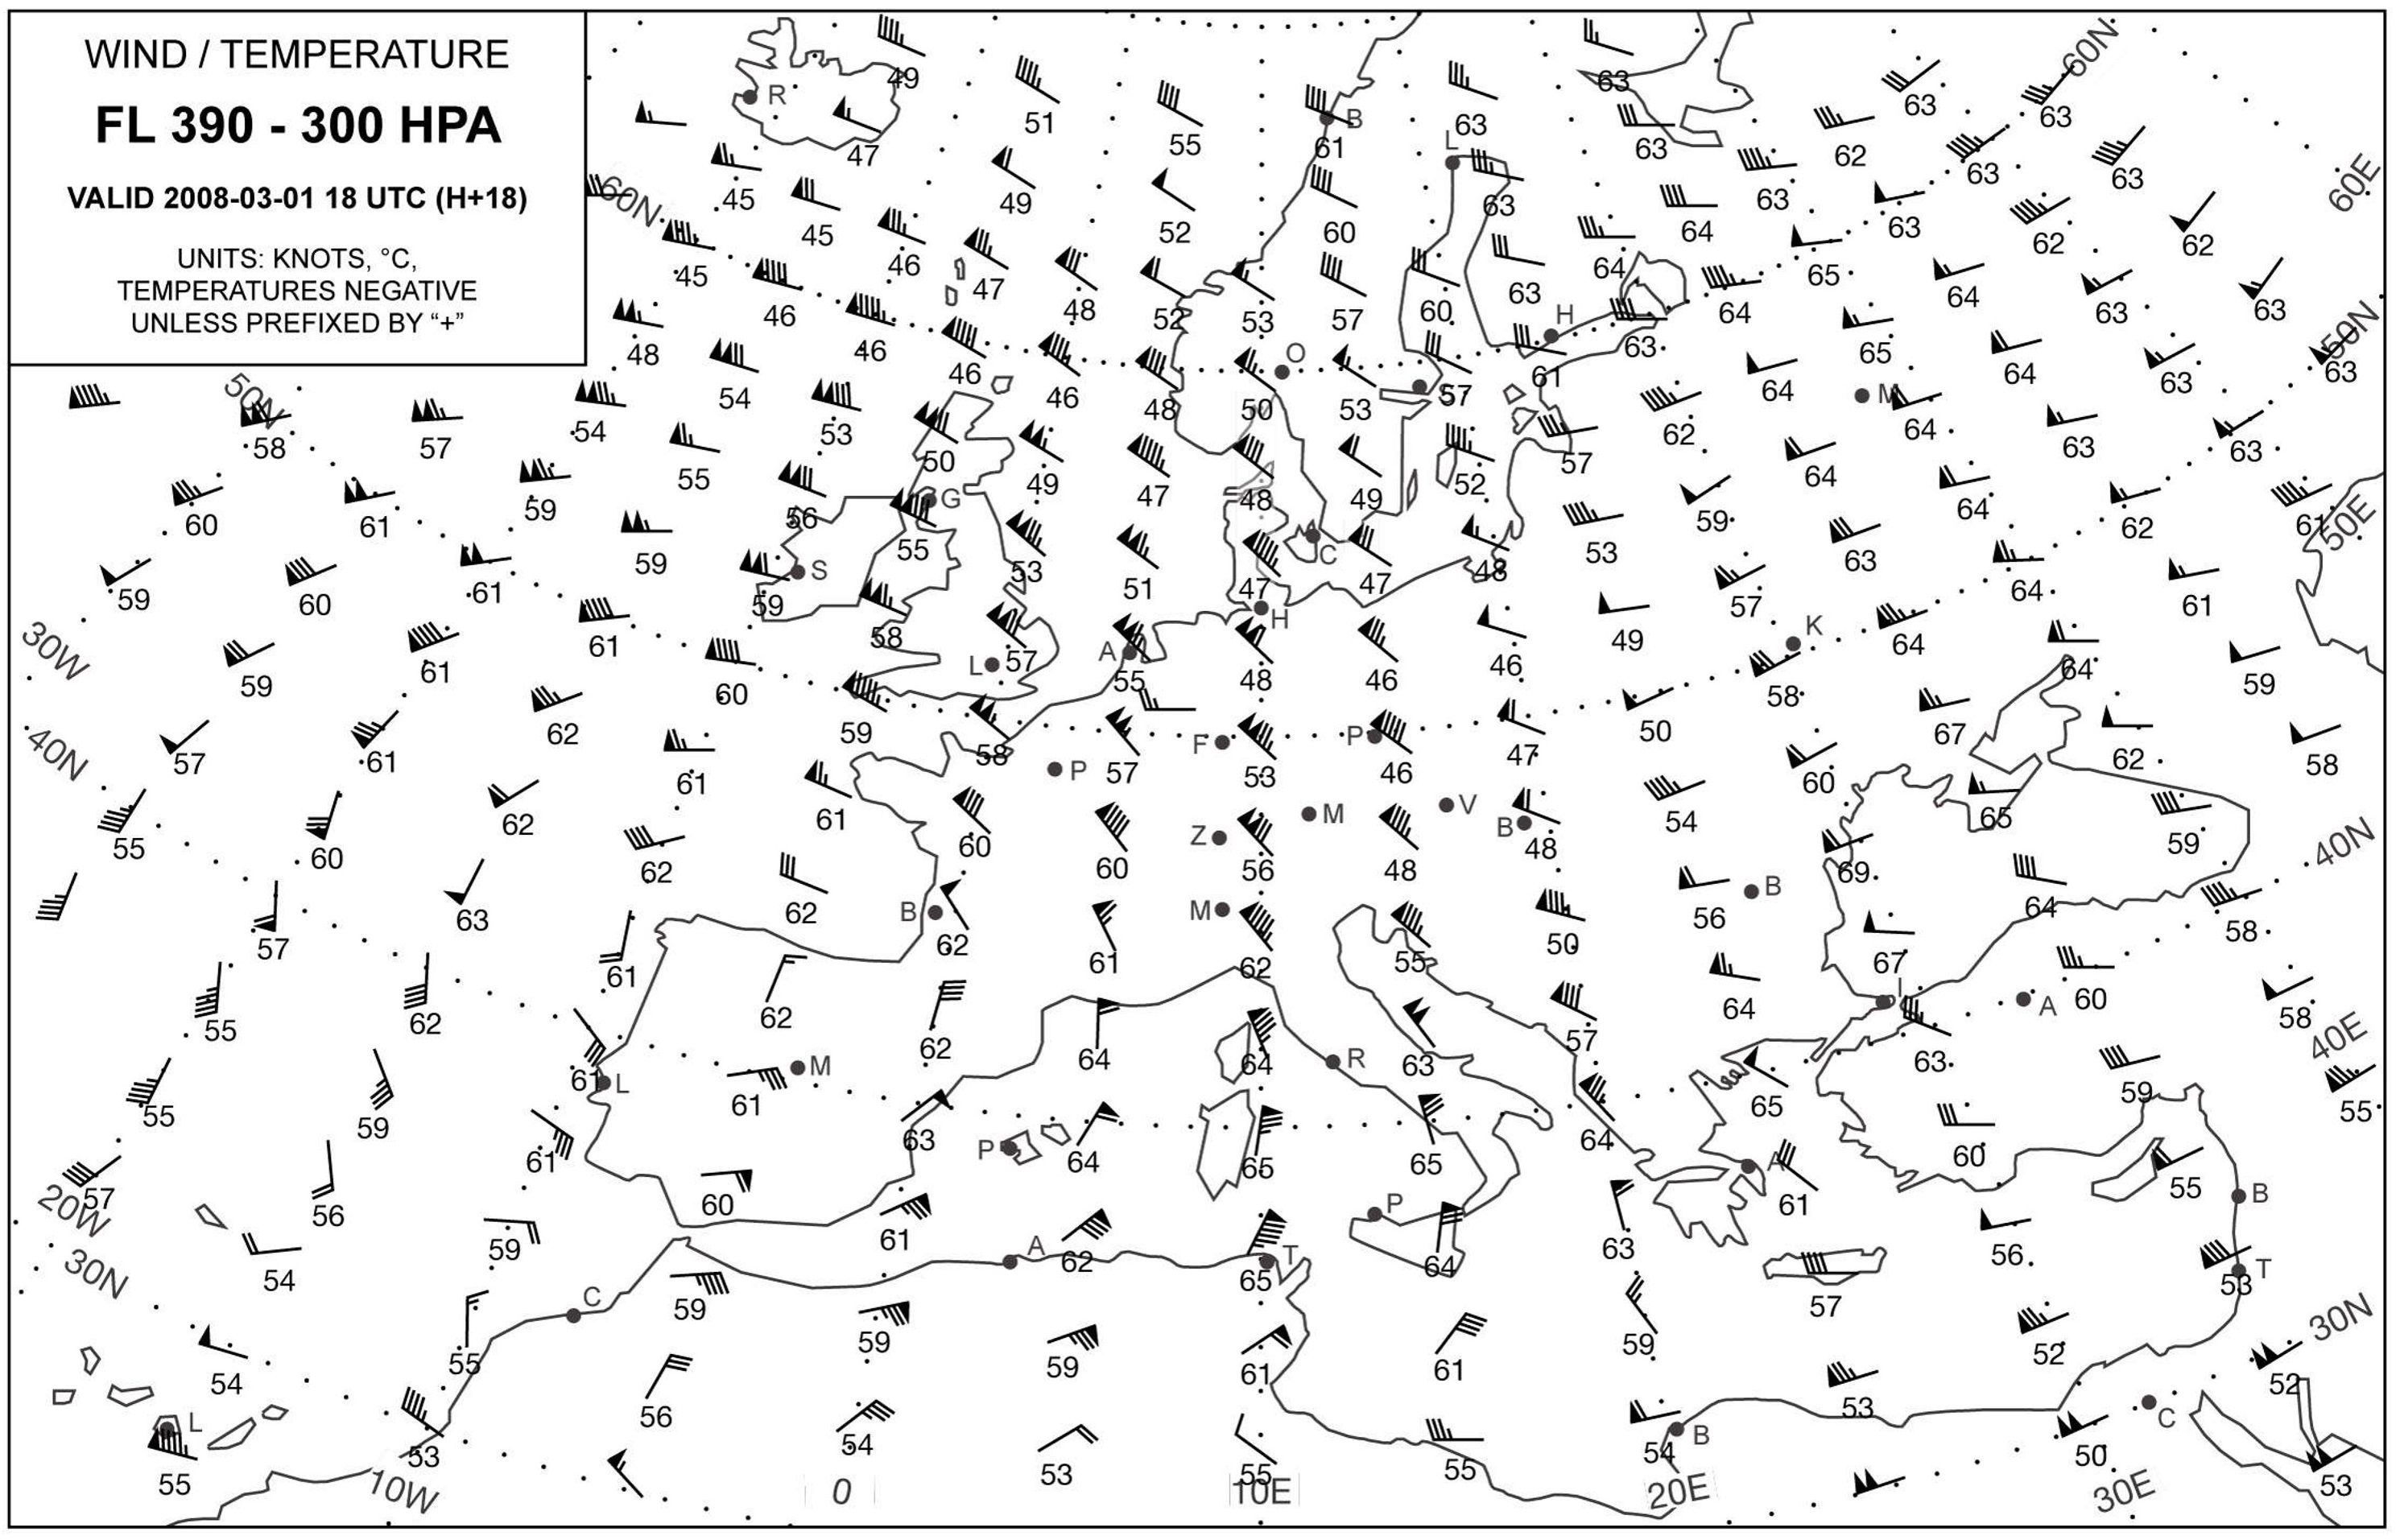 WIND / TEMPERATURE
FL 390 - 300 HPA
VALID 2008-03-01 18 UTC (H+18)
UNITS: KNOTS, °C,
TEMPERATURES NEGATIVE
UNLESS PREFIXED BY “+”
60N
49 63 63 63
R 51 55 B 61 63 63 62 63 63
47 L
45 49 52 60 63 64 63 63 62 62 60E
60N 45 46 47 48 52 53 57 60 63 64 64 65 64 63 63
45 46 46 46 46 48 50 53 57 61 H 63 65 64 64 63 63 50N
48 54 O S M
50N 58 57 54 53 50 49 47 48 49 52 57 62 64 64 63 63
60 61 59 55 56 G 55 53 51 47 C 47 48 53 59 63 64 62 61 50E
59 60 61 59 59 S 58 57 A 55 H 48 46 46 49 57 K 64 64 61
30W 59 61 61 60 59 L 58 57 F 53 P 46 47 50 58 67 64 62 59 58
40N 57 61 62 61 61 P 60 60 Z 56 M 48 V B 48 54 60 65 59 40N
55 60 62 62 62 B 62 61 M 62 55 50 56 B 69 64 58
57 63 61 62 62 64 64 63 57 64 67 I A 60 58
55 62 61 L M 61 63 P 64 65 R 65 64 65 63 59 55 40E
55 59 61 60 61 62 65 T P 64 63 A 61 60 55 B
20W 57 56 59 59 59 A 59 61 61 59 57 56 53 T
30N 54 55 C 56 54 53 55 55 54 B 53 52 52 30N
54 53 50 C 53
L 55
10W 0 10E 20E 30E